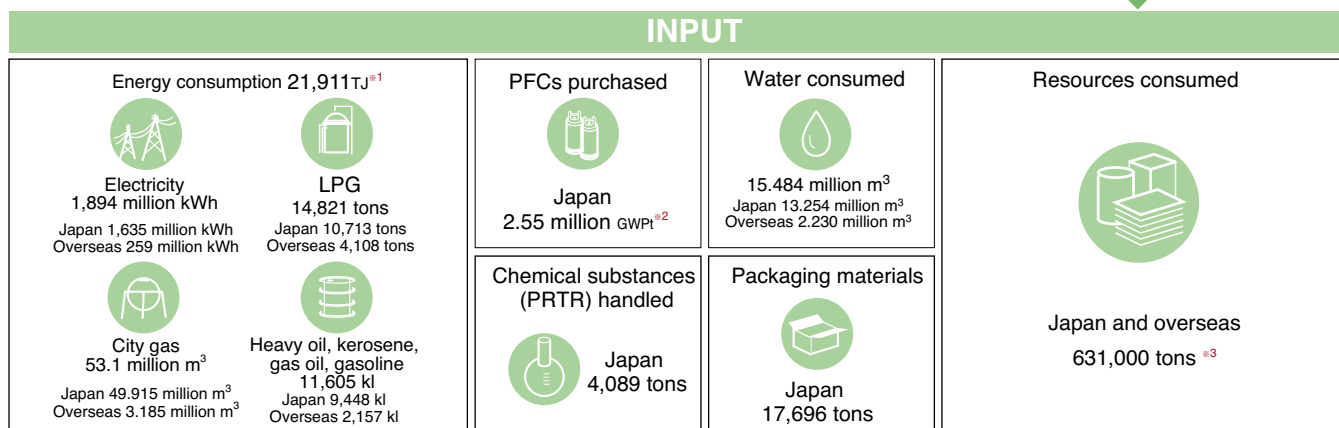 INPUT
Energy consumption 21,911TJ※1
Electricity
1,894 million kWh
Japan 1,635 million kWh
Overseas 259 million kWh
LPG
14,821 tons
Japan 10,713 tons
Overseas 4,108 tons
City gas
53.1 million m³
Japan 49.915 million m³
Overseas 3.185 million m³
Heavy oil, kerosene,
gas oil, gasoline
11,605 kl
Japan 9,448 kl
Overseas 2,157 kl
PFCs purchased
Japan
2.55 million GWPt※2
Water consumed
15.484 million m³
Japan 13.254 million m³
Overseas 2.230 million m³
Chemical substances
(PRTR) handled
Japan
4,089 tons
Packaging materials
Japan
17,696 tons
Resources consumed
Japan and overseas
631,000 tons ※3